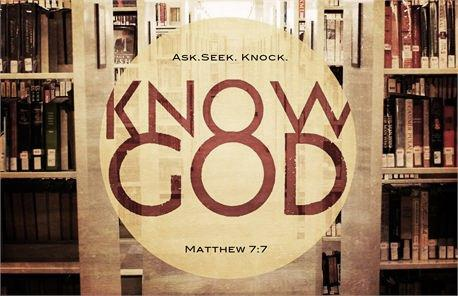 Ask.Seek. Knock.
KNOW
GOD
Matthew 7:7